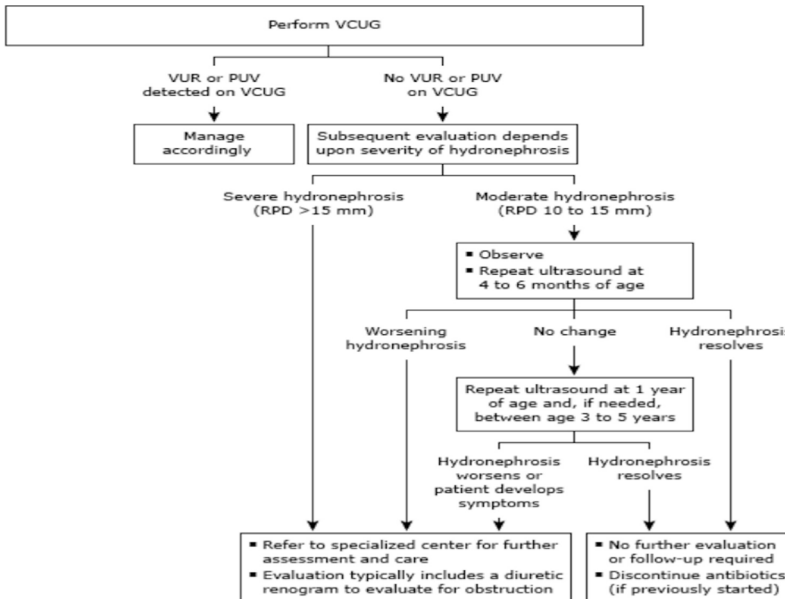 Perform VCUG
VUR or PUV
detected on VCUG
No VUR or PUV
on VCUG
Manage
accordingly
Subsequent evaluation depends
upon severity of hydronephrosis
Severe hydronephrosis
(RPD >15 mm)
Moderate hydronephrosis
(RPD 10 to 15 mm)
▪ Observe
▪ Repeat ultrasound at
4 to 6 months of age
Worsening
hydronephrosis
No change
Hydronephrosis
resolves
Repeat ultrasound at 1 year
of age and, if needed,
between age 3 to 5 years
Hydronephrosis
worsens or
patient develops
symptoms
Hydronephrosis
resolves
▪ Refer to specialized center for further
assessment and care
▪ Evaluation typically includes a diuretic
renogram to evaluate for obstruction
▪ No further evaluation
or follow-up required
▪ Discontinue antibiotics
(if previously started)